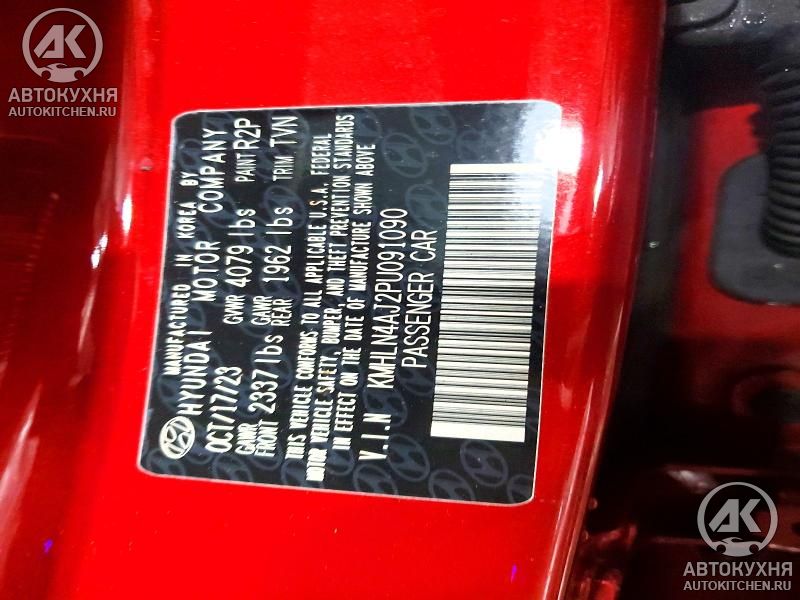 АК
АВТОКУХНЯ
AUTOKITCHEN.RU
MANUFACTURED IN KOREA BY
HYUNDAI MOTOR COMPANY
OCT/17/23 GVWR 4079 lbs PAINT R2P
GAWR FRONT 2337 lbs GAWR REAR 1962 lbs TRIM TVN
THIS VEHICLE CONFORMS TO ALL APPLICABLE U.S.A. FEDERAL
MOTOR VEHICLE SAFETY, BUMPER, AND THEFT PREVENTION STANDARDS
IN EFFECT ON THE DATE OF MANUFACTURE SHOWN ABOVE
V.I.N KMHLN4AJ2PU091090
PASSENGER CAR
АК
АВТОКУХНЯ
AUTOKITCHEN.RU